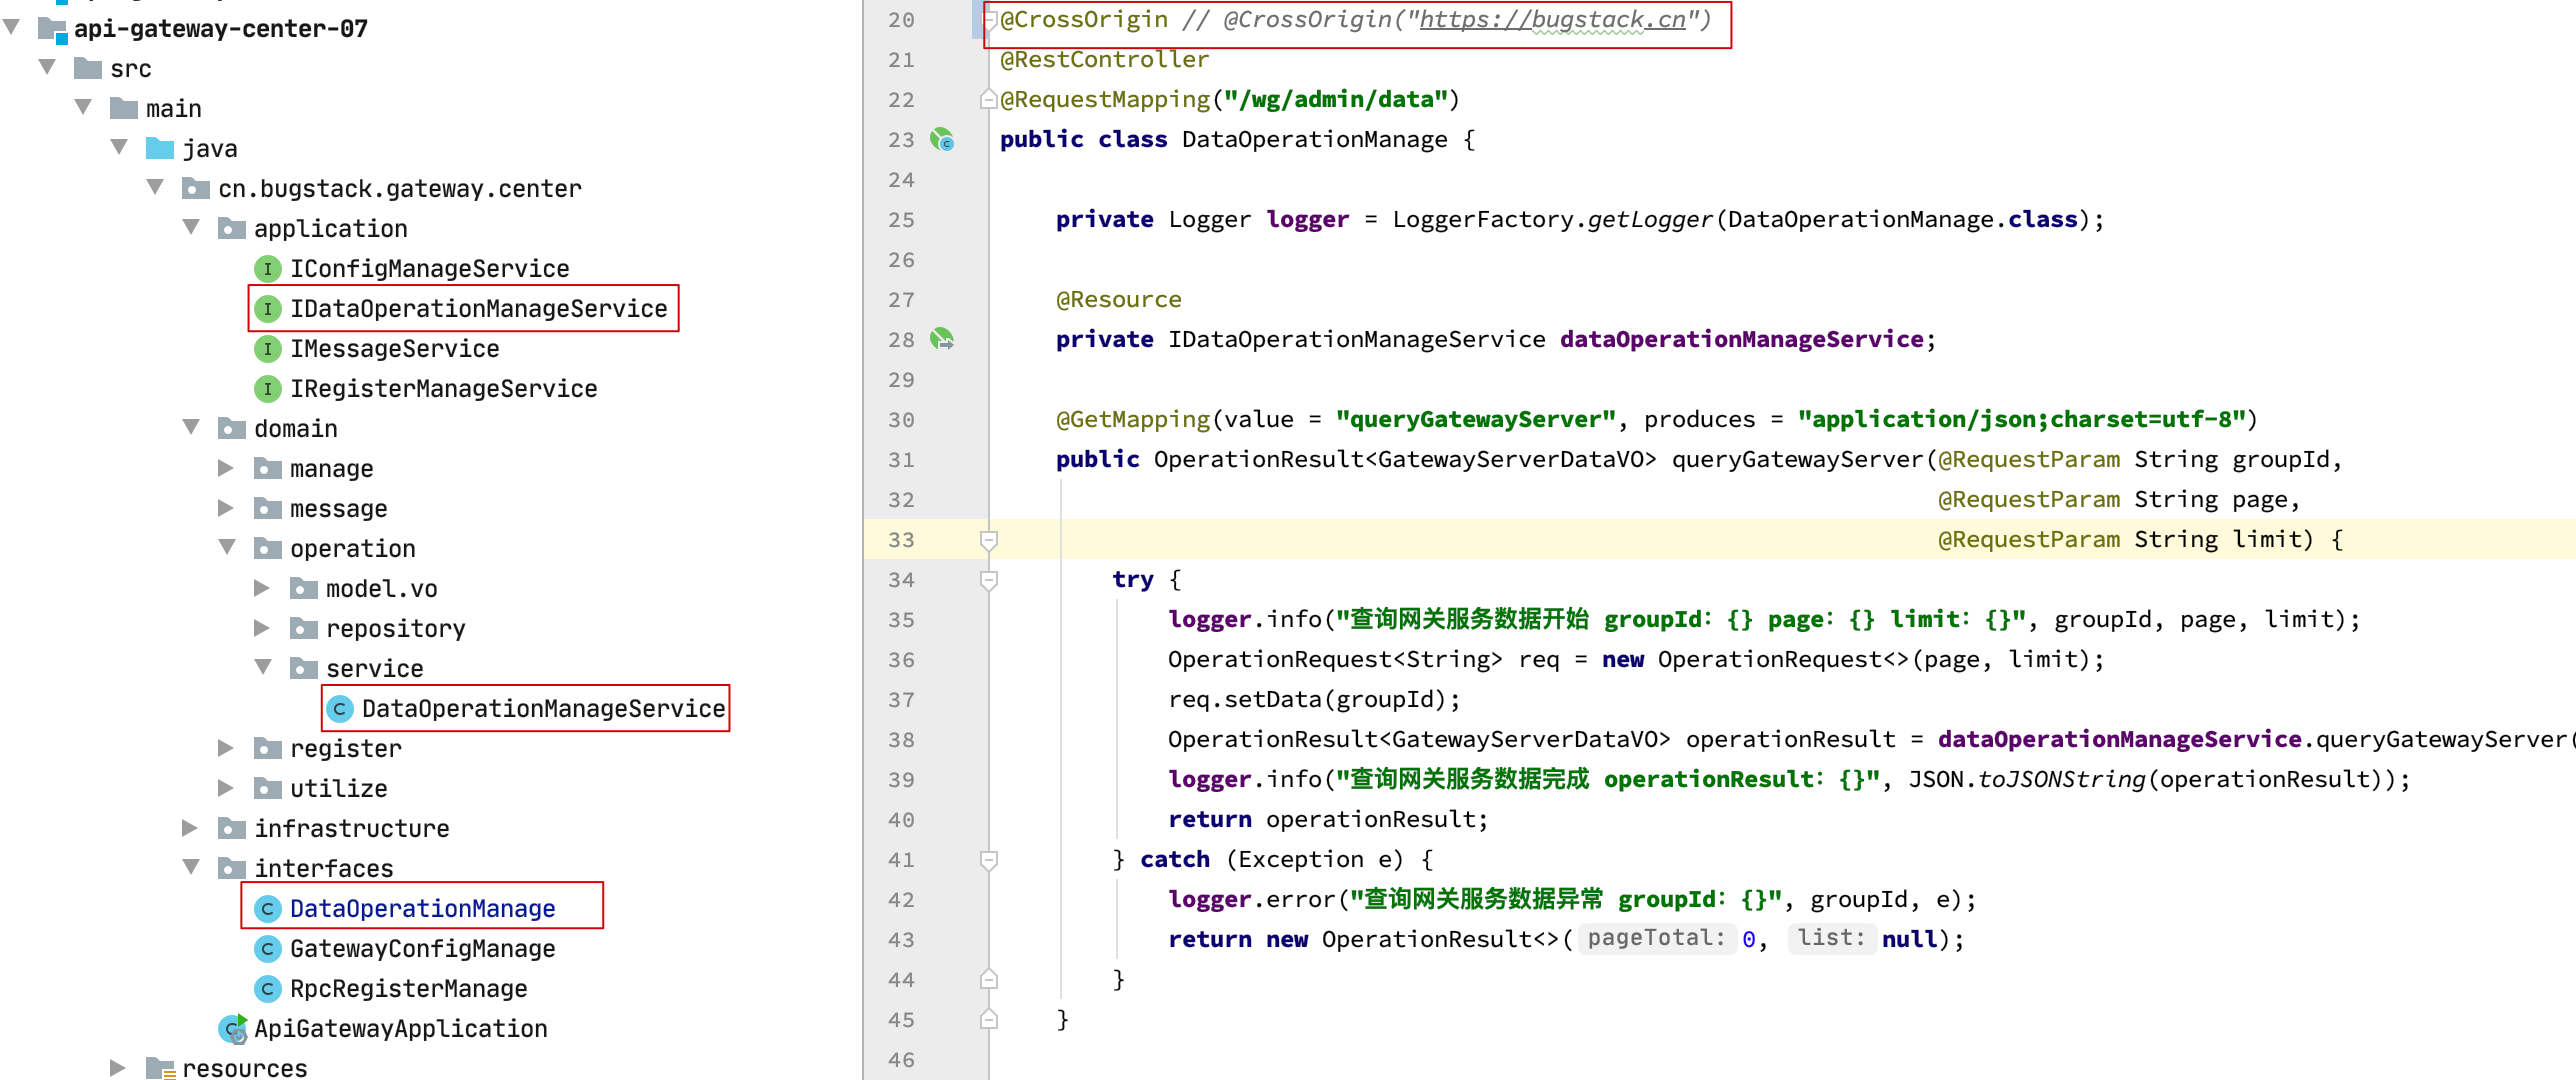 api-gateway-center-07
src
main
java
cn.bugstack.gateway.center
application
IConfigManageService
IDataOperationManageService
IMessageService
IRegisterManageService
domain
manage
message
operation
model.vo
repository
service
DataOperationManageService
register
utilize
infrastructure
interfaces
DataOperationManage
GatewayConfigManage
RpcRegisterManage
ApiGatewayApplication
resources
20 @CrossOrigin // @CrossOrigin("https://bugstack.cn")
21 @RestController
22 @RequestMapping("/wg/admin/data")
23 public class DataOperationManage {
24
25 private Logger logger = LoggerFactory.getLogger(DataOperationManage.class);
26
27 @Resource
28 private IDataOperationManageService dataOperationManageService;
29
30 @GetMapping(value = "queryGatewayServer", produces = "application/json;charset=utf-8")
31 public OperationResult<GatewayServerDataVO> queryGatewayServer(@RequestParam String groupId,
32 @RequestParam String page,
33 @RequestParam String limit) {
34 try {
35 logger.info("查询网关服务数据开始 groupId: {} page: {} limit: {}", groupId, page, limit);
36 OperationRequest<String> req = new OperationRequest<>(page, limit);
37 req.setData(groupId);
38 OperationResult<GatewayServerDataVO> operationResult = dataOperationManageService.queryGatewayServer(
39 logger.info("查询网关服务数据完成 operationResult: {}", JSON.toJSONString(operationResult));
40 return operationResult;
41 } catch (Exception e) {
42 logger.error("查询网关服务数据异常 groupId: {}", groupId, e);
43 return new OperationResult<>( pageTotal: 0, list: null);
44 }
45 }
46